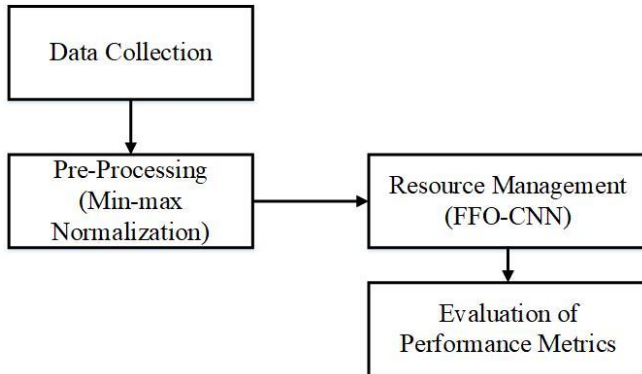 Data Collection
Pre-Processing
(Min-max
Normalization)
Resource Management
(FFO-CNN)
Evaluation of
Performance Metrics